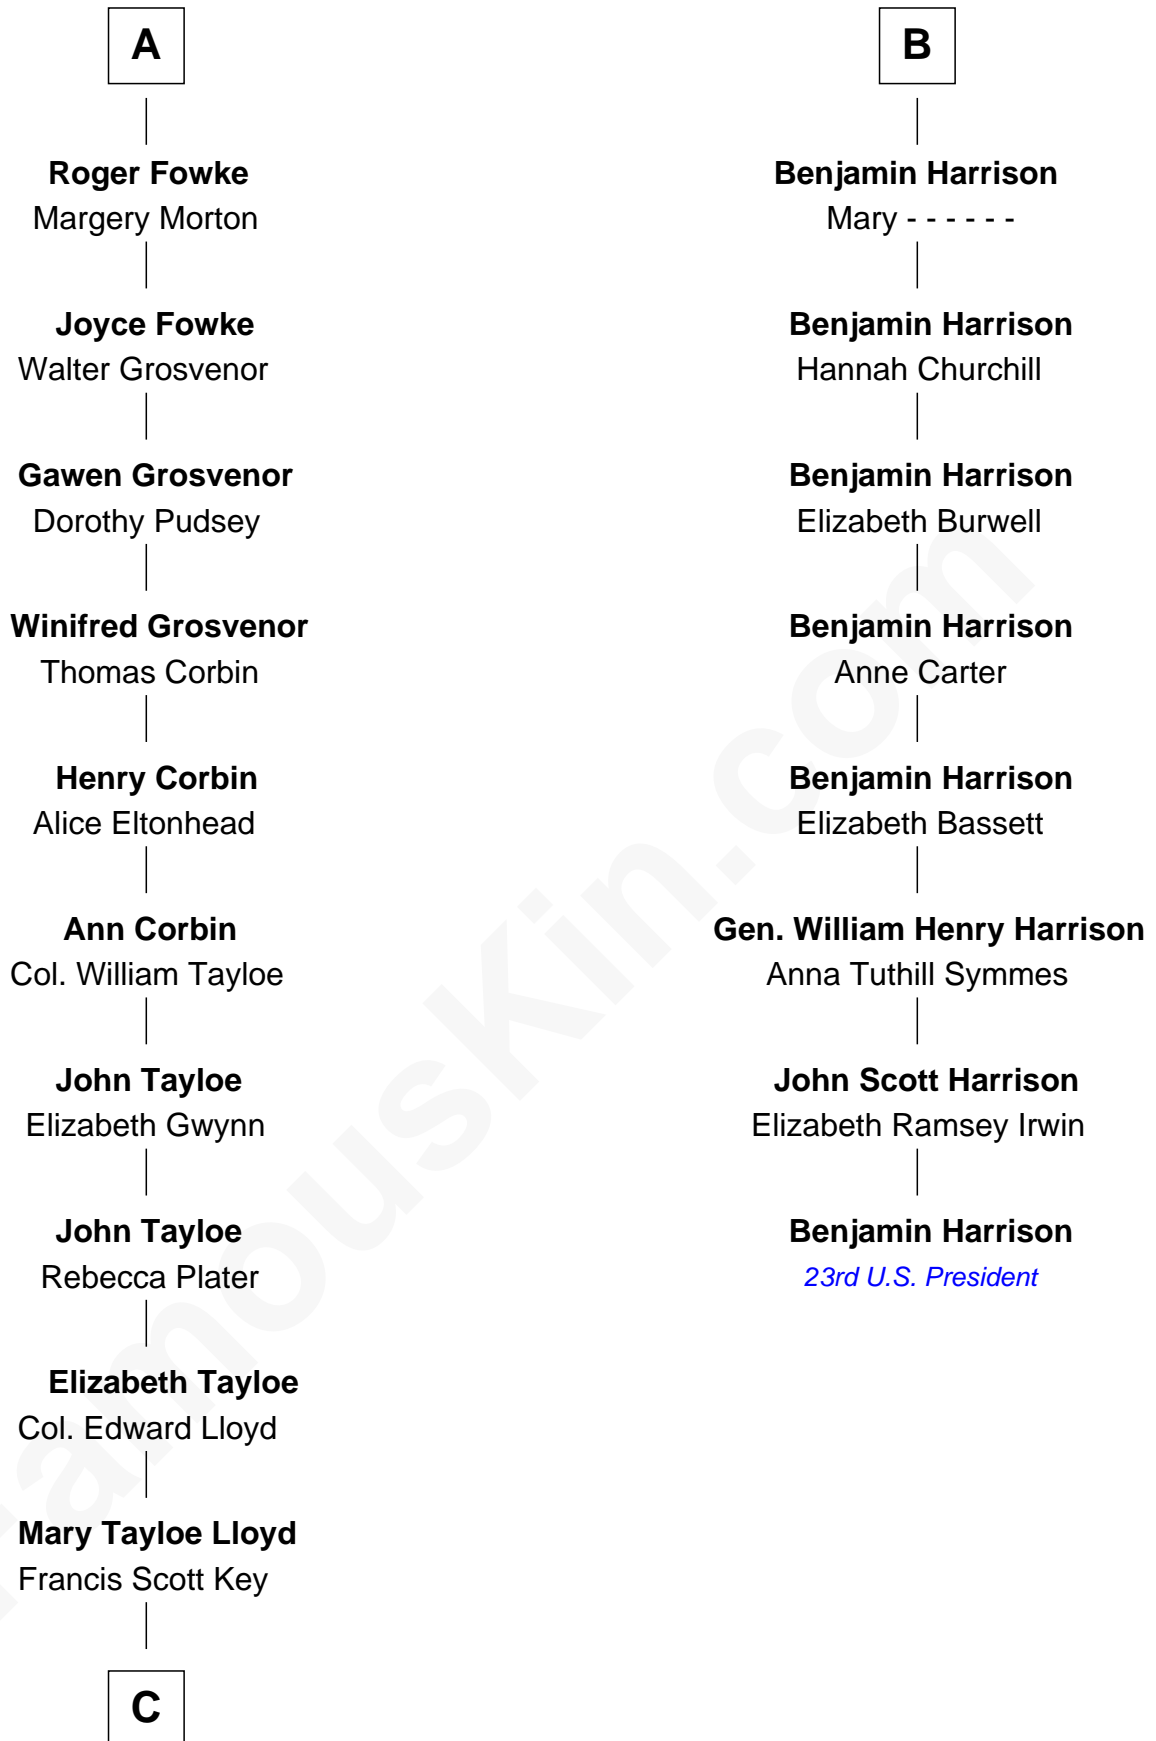 A
Roger Fowke
Margery Morton
Joyce Fowke
Walter Grosvenor
Gawen Grosvenor
Dorothy Pudsey
Winifred Grosvenor
Thomas Corbin
Henry Corbin
Alice Eltonhead
Ann Corbin
Col. William Tayloe
John Tayloe
Elizabeth Gwynn
John Tayloe
Rebecca Plater
Elizabeth Tayloe
Col. Edward Lloyd
Mary Tayloe Lloyd
Francis Scott Key
C
B
Benjamin Harrison
Mary - - - - - -
Benjamin Harrison
Hannah Churchill
Benjamin Harrison
Elizabeth Burwell
Benjamin Harrison
Anne Carter
Benjamin Harrison
Elizabeth Bassett
Gen. William Henry Harrison
Anna Tuthill Symmes
John Scott Harrison
Elizabeth Ramsey Irwin
Benjamin Harrison
23rd U.S. President
FamousKin.com